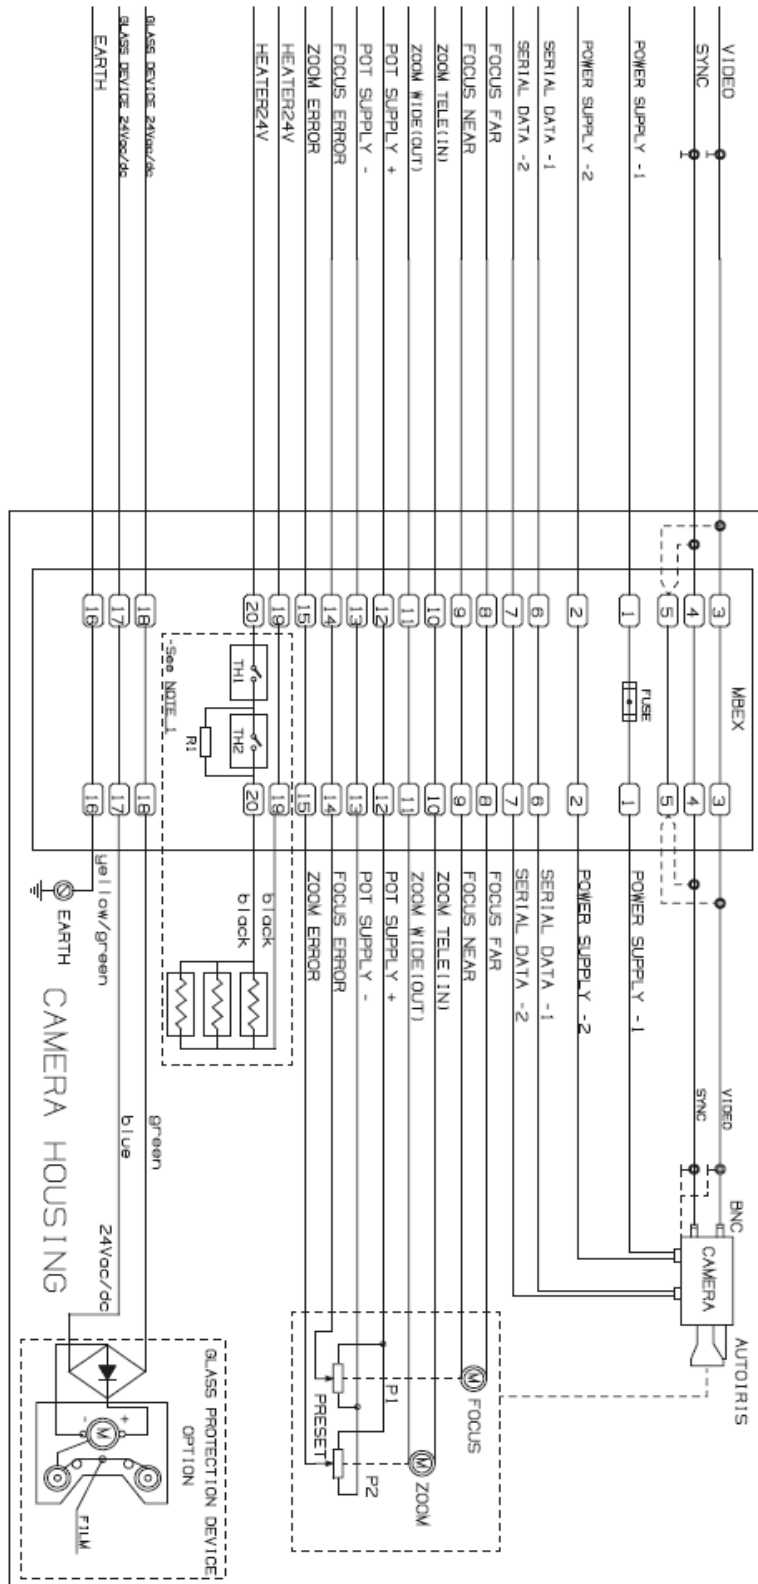 VIDEO
SYNC
POWER SUPPLY -1
POWER SUPPLY -2
SERIAL DATA -1
SERIAL DATA -2
FOCUS FAR
FOCUS NEAR
ZOOM TELE(IN)
ZOOM WIDE(OUT)
POT SUPPLY +
POT SUPPLY -
FOCUS ERROR
ZOOM ERROR
HEATER24V
HEATER24V
GLASS DEVICE 24Vac/dc
GLASS DEVICE 24Vac/dc
EARTH
MBEX
3
4
5
1
2
6
7
8
9
10
11
12
13
14
15
19
20
18
17
16
FUSE
TH1
TH2
R1
-See NOTE 1
3
4
5
1
2
6
7
8
9
10
11
12
13
14
15
19
20
18
17
16
VIDEO
SYNC
POWER SUPPLY -1
POWER SUPPLY -2
SERIAL DATA -1
SERIAL DATA -2
FOCUS FAR
FOCUS NEAR
ZOOM TELE(IN)
ZOOM WIDE(OUT)
POT SUPPLY +
POT SUPPLY -
FOCUS ERROR
ZOOM ERROR
black
black
yellow/green
EARTH
CAMERA HOUSING
green
blue
24Vac/dc
BNC
CAMERA
AUTOIRIS
M
FOCUS
M
ZOOM
P1
PRESET
P2
GLASS PROTECTION DEVICE
OPTION
+
M
-
FILM